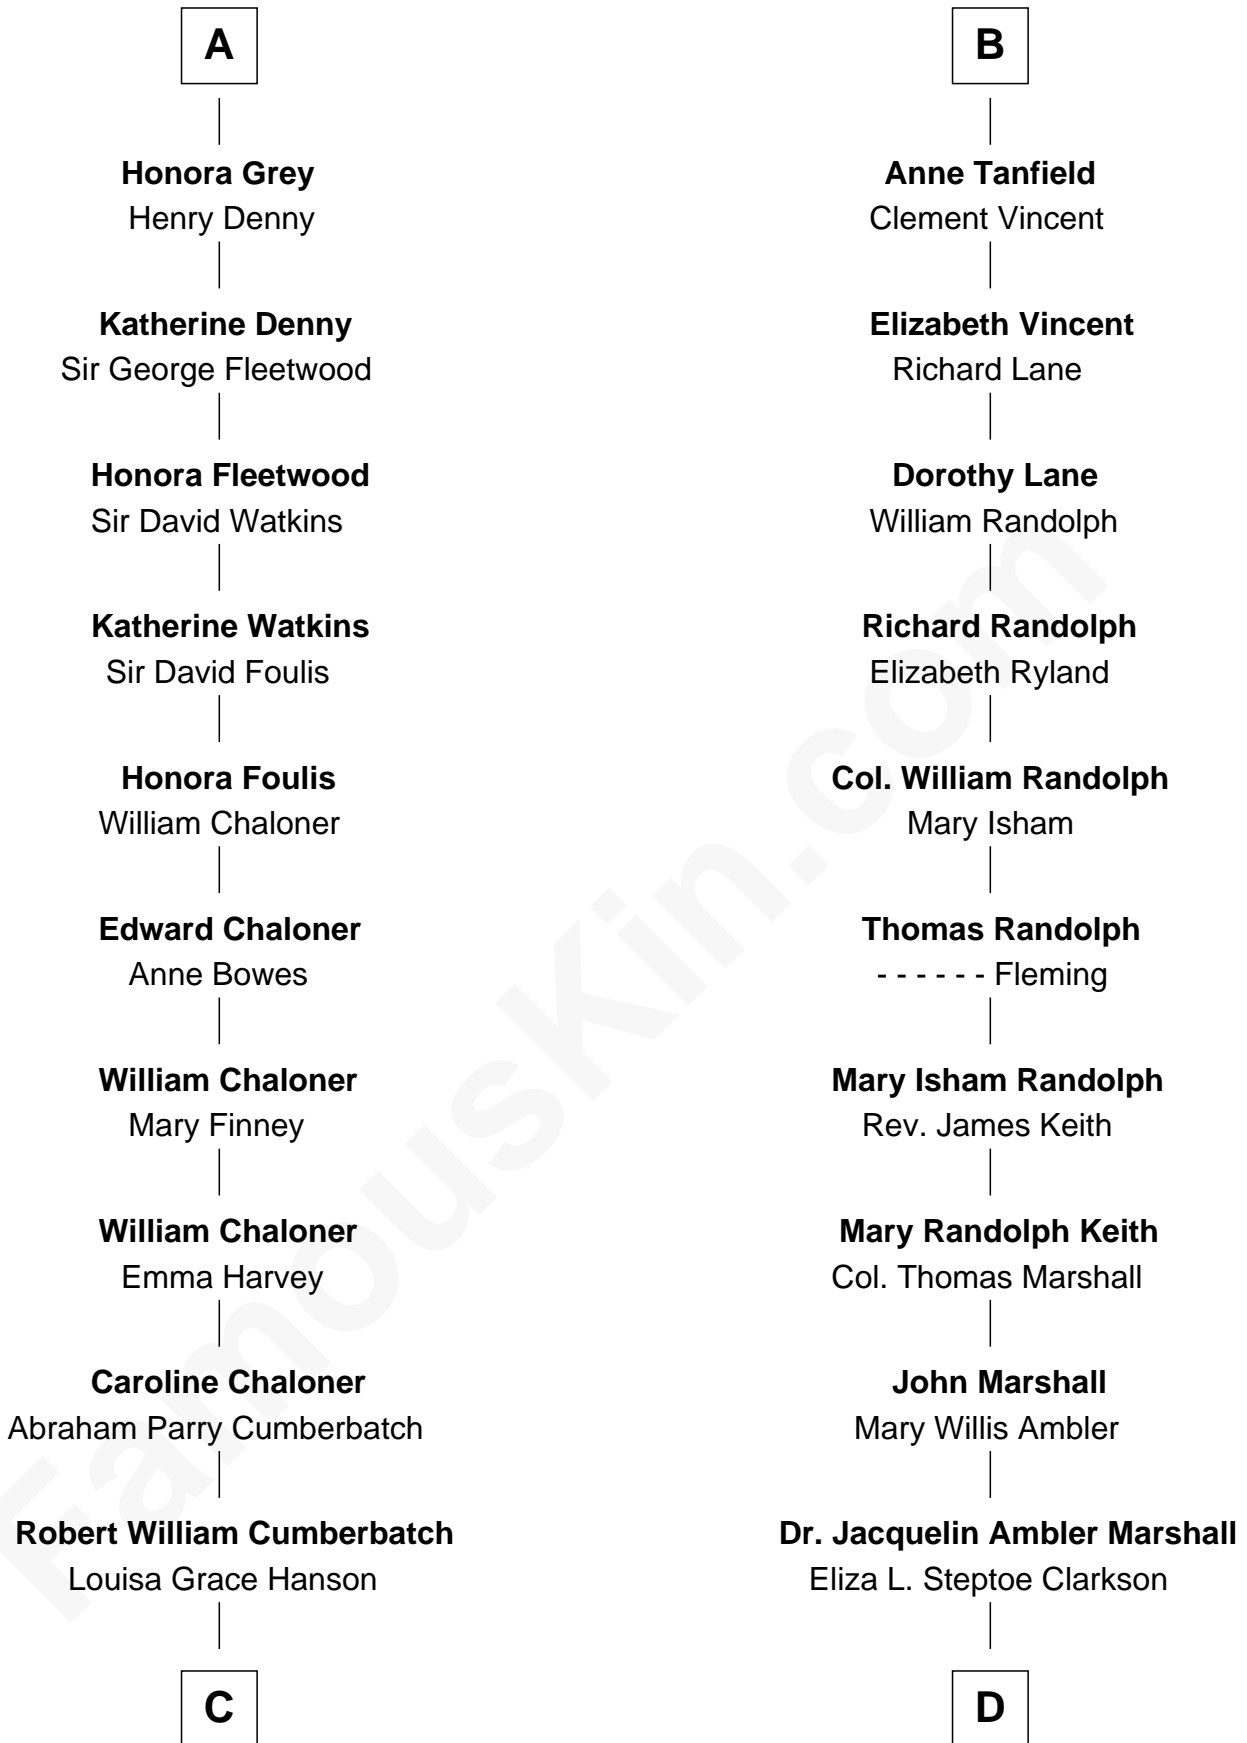 A
Honora Grey
Henry Denny
Katherine Denny
Sir George Fleetwood
Honora Fleetwood
Sir David Watkins
Katherine Watkins
Sir David Foulis
Honora Foulis
William Chaloner
Edward Chaloner
Anne Bowes
William Chaloner
Mary Finney
William Chaloner
Emma Harvey
Caroline Chaloner
Abraham Parry Cumberbatch
Robert William Cumberbatch
Louisa Grace Hanson
C
B
Anne Tanfield
Clement Vincent
Elizabeth Vincent
Richard Lane
Dorothy Lane
William Randolph
Richard Randolph
Elizabeth Ryland
Col. William Randolph
Mary Isham
Thomas Randolph
- - - - - - Fleming
Mary Isham Randolph
Rev. James Keith
Mary Randolph Keith
Col. Thomas Marshall
John Marshall
Mary Willis Ambler
Dr. Jacquelin Ambler Marshall
Eliza L. Steptoe Clarkson
D
FamousKin.com